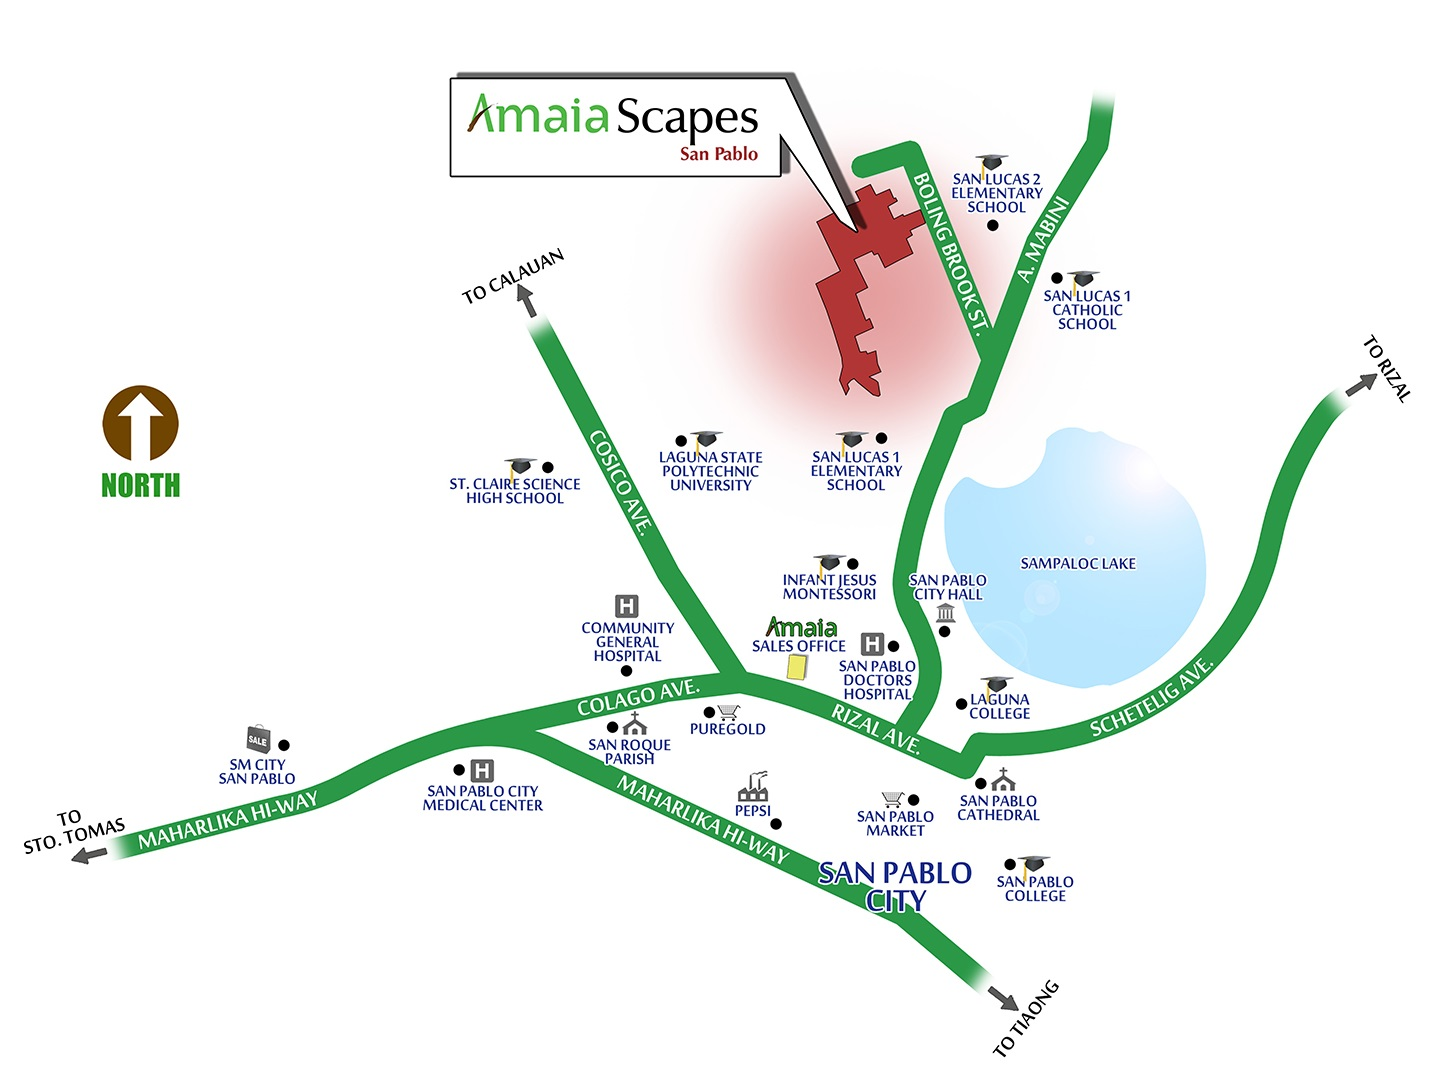 Amaia Scapes
San Pablo
BOLING BROOK ST.
SAN LUCAS 2
ELEMENTARY
SCHOOL
A. MABINI
SAN LUCAS 1
CATHOLIC
SCHOOL
TO CALAUAN
TO RIZAL
NORTH
COSICO AVE.
ST. CLAIRE SCIENCE
HIGH SCHOOL
LAGUNA STATE
POLYTECHNIC
UNIVERSITY
SAN LUCAS 1
ELEMENTARY
SCHOOL
SAMPALOC LAKE
INFANT JESUS
MONTESSORI
SAN PABLO
CITY HALL
COMMUNITY
GENERAL
HOSPITAL
H
Amaia
SALES OFFICE
H
SAN PABLO
DOCTORS
HOSPITAL
LAGUNA
COLLEGE
SCHETELIG AVE.
COLAGO AVE.
RIZAL AVE.
PUREGOLD
SAN ROQUE
PARISH
SALE
SM CITY
SAN PABLO
H
SAN PABLO CITY
MEDICAL CENTER
PEPSI
SAN PABLO
MARKET
SAN PABLO
CATHEDRAL
TO
STO. TOMAS
MAHARLIKA HI-WAY
MAHARLIKA HI-WAY
SAN PABLO
CITY
SAN PABLO
COLLEGE
TO TIAONG